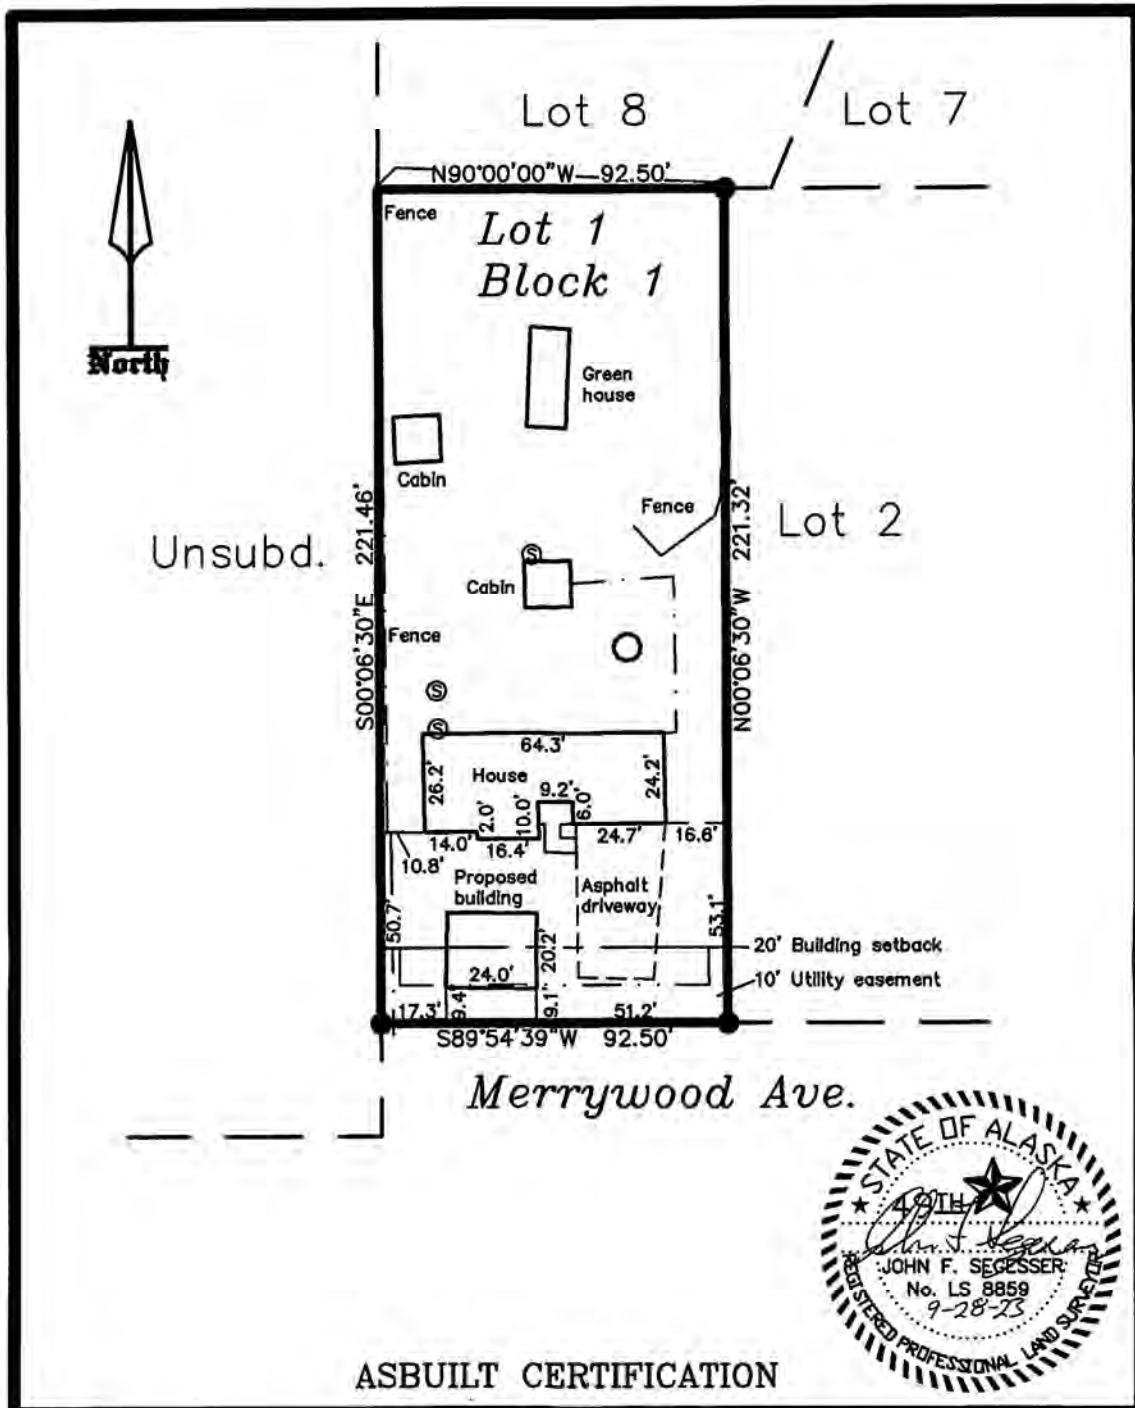 Lot 8
Lot 7
N90°00'00"W 92.50'
Fence
Lot 1
Block 1
North
Green
house
Cabin
Fence
221.46'
S00°06'30"E
221.32'
N00°06'30"W
Unsubd.
Lot 2
S
Cabin
Fence
S
S
64.3'
26.2'
House
24.2'
9.2'
6.0'
2.0'
10.0'
14.0'
16.4'
24.7'
16.6'
10.8'
Proposed
building
Asphalt
driveway
50.7'
53.1'
20.2'
20' Building setback
24.0'
10' Utility easement
17.3'
9.4'
9.1'
51.2'
S89°54'39"W 92.50'
Merrywood Ave.
STATE OF ALASKA
49TH
JOHN F. SEGESSER
No. LS 8859
9-28-23
REGISTERED PROFESSIONAL LAND SURVEYOR
ASBUILT CERTIFICATION